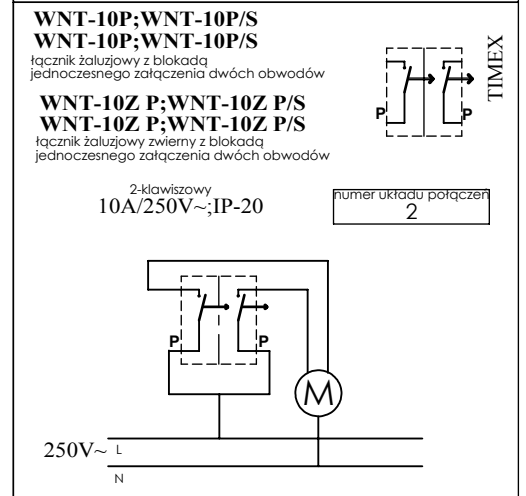 WNT-10P;WNT-10P/S
WNT-10P;WNT-10P/S
łącznik żaluzjowy z blokadą
jednoczesnego załączenia dwóch obwodów
TIMEX
P P
WNT-10Z P;WNT-10Z P/S
WNT-10Z P;WNT-10Z P/S
łącznik żaluzjowy zwierny z blokadą
jednoczesnego załączenia dwóch obwodów
2-klawiszowy
10A/250V~;IP-20
numer układu połączeń
2
P P
M
250V~ L
N